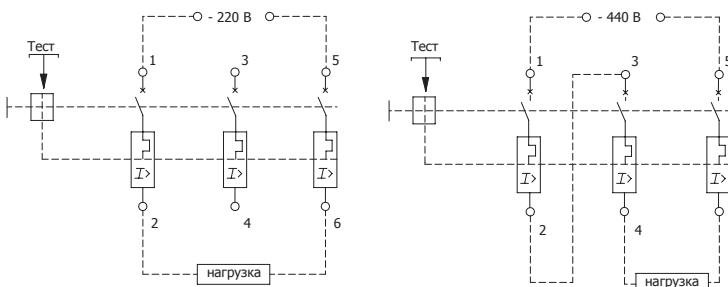 - 220 В
Тест
1 3 5
I> I> I>
2 4 6
нагрузка
- 440 В
Тест
1 3 5
I> I> I>
2 4
нагрузка